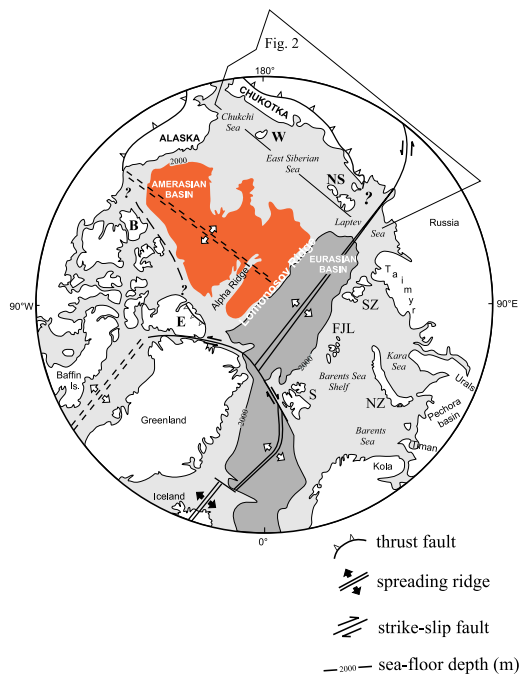 Fig. 2
180°
CHUKOTKA
Chukchi
Sea
W
ALASKA
2000
East Siberian
Sea
NS
?
AMERASIAN
BASIN
?
Laptev
Sea
Russia
B
EURASIAN
BASIN
Lomonosov Ridge
Alpha Ridge
?
Taimyr
90°W
90°E
SZ
E
FJL
2000
Kara
Sea
Baffin
Is.
Barents Sea
Shelf
Urals
S
NZ
Pechora
basin
Greenland
2000
Barents
Sea
Timan
Kola
Iceland
0°
thrust fault
spreading ridge
strike-slip fault
2000
sea-floor depth (m)